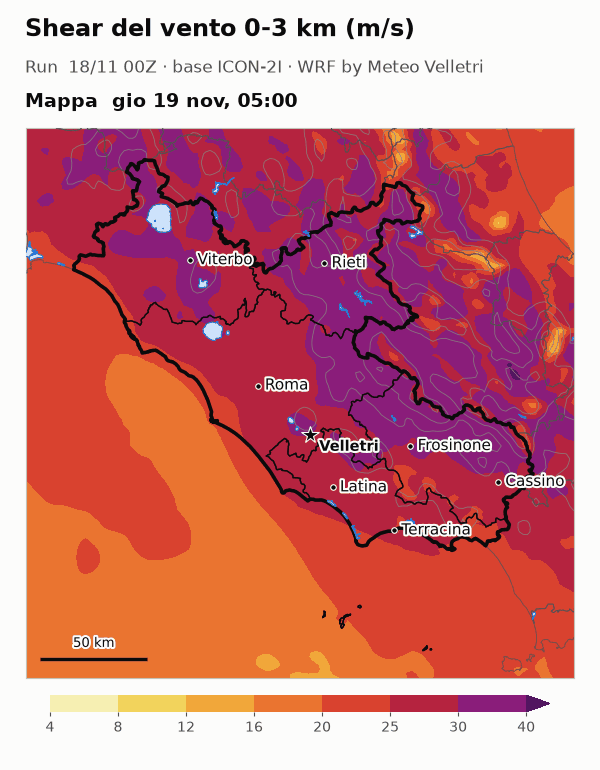 Shear del vento 0-3 km (m/s)
Run 18/11 00Z · base ICON-2I · WRF by Meteo Velletri
Mappa gio 19 nov, 05:00
Viterbo
Rieti
Roma
Velletri
Frosinone
Latina
Cassino
Terracina
50 km
4 8 12 16 20 25 30 40